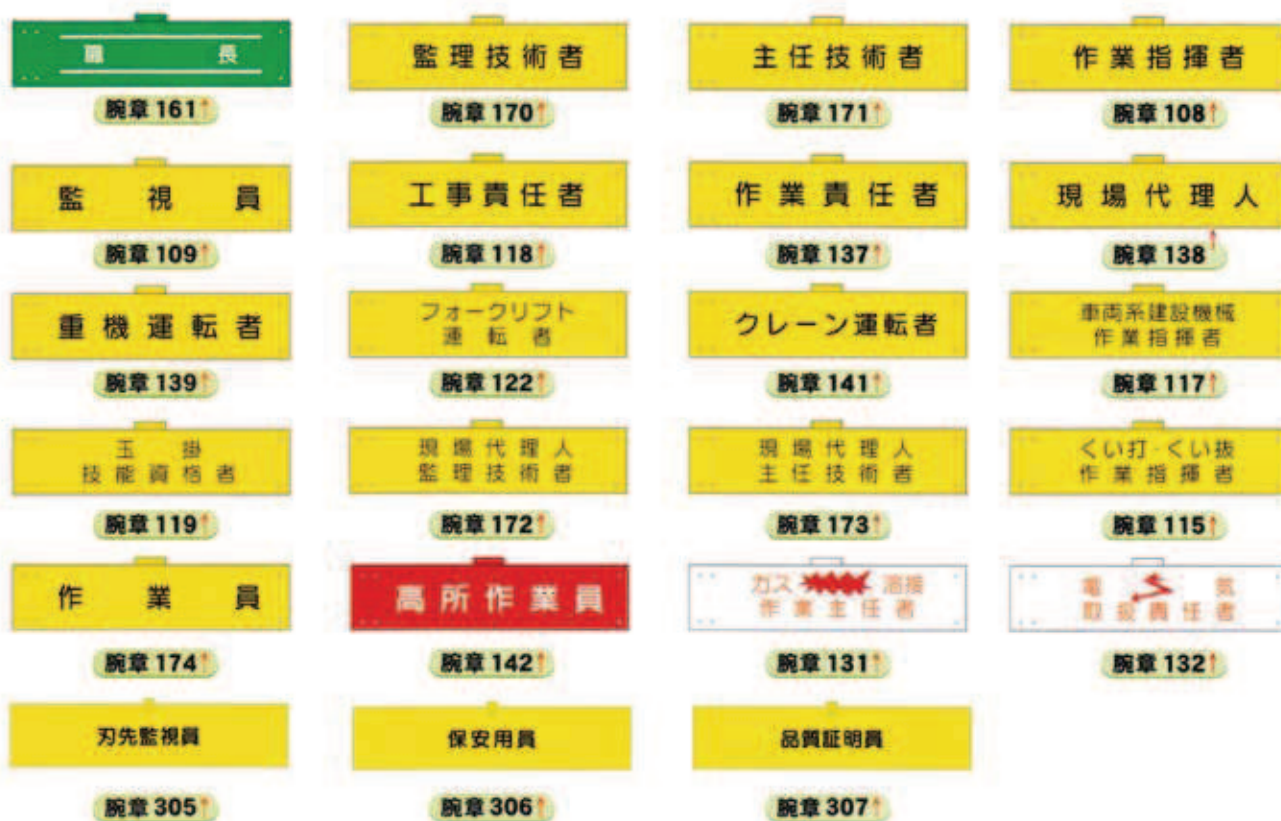 職長
監理技術者
主任技術者
作業指揮者
腕章 161↑
腕章 170↑
腕章 171↑
腕章 108↑
監視員
工事責任者
作業責任者
現場代理人
腕章 109↑
腕章 118↑
腕章 137↑
腕章 138↑
重機運転者
フォークリフト
運転者
クレーン運転者
車両系建設機械
作業指揮者
腕章 139↑
腕章 122↑
腕章 141↑
腕章 117↑
玉掛
技能資格者
現場代理人
監理技術者
現場代理人
主任技術者
くい打・くい抜
作業指揮者
腕章 119↑
腕章 172↑
腕章 173↑
腕章 115↑
作業員
高所作業員
ガス溶接
作業主任者
電気
取扱責任者
腕章 174↑
腕章 142↑
腕章 131↑
腕章 132↑
刃先監視員
保安用員
品質証明員
腕章 305↑
腕章 306↑
腕章 307↑